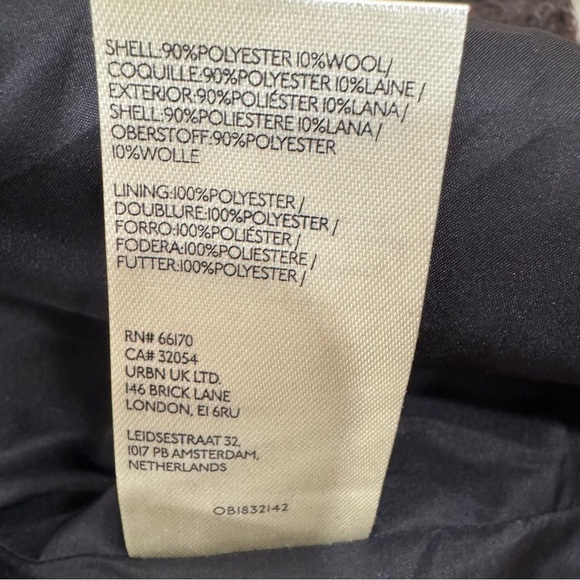 SHELL:90%POLYESTER 10%WOOL/
COQUILLE:90%POLYESTER 10%LAINE/
EXTERIOR:90%POLIÉSTER 10%LANA/
SHELL:90%POLIESTERE 10%LANA/
OBERSTOFF:90%POLYESTER
10%WOLLE
LINING:100%POLYESTER/
DOUBLURE:100%POLYESTER/
FORRO:100%POLIÉSTER/
FODERA:100%POLIESTERE/
FUTTER:100%POLYESTER/
RN# 66170
CA# 32054
URBN UK LTD.
146 BRICK LANE
LONDON, E1 6RU
LEIDSESTRAAT 32,
1017 PB AMSTERDAM,
NETHERLANDS
OB1832142